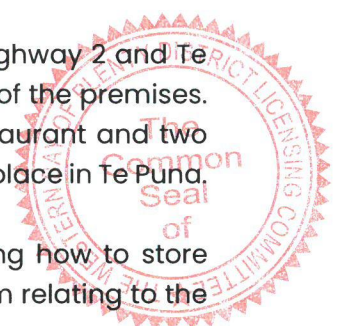 ghway 2 and Te
of the premises.
aurant and two
place in Te Puna.
ng how to store
n relating to the
The
Common
Seal
of
THE WESTERN BAY OF PLENTY DISTRICT LICENSING COMMITTEE